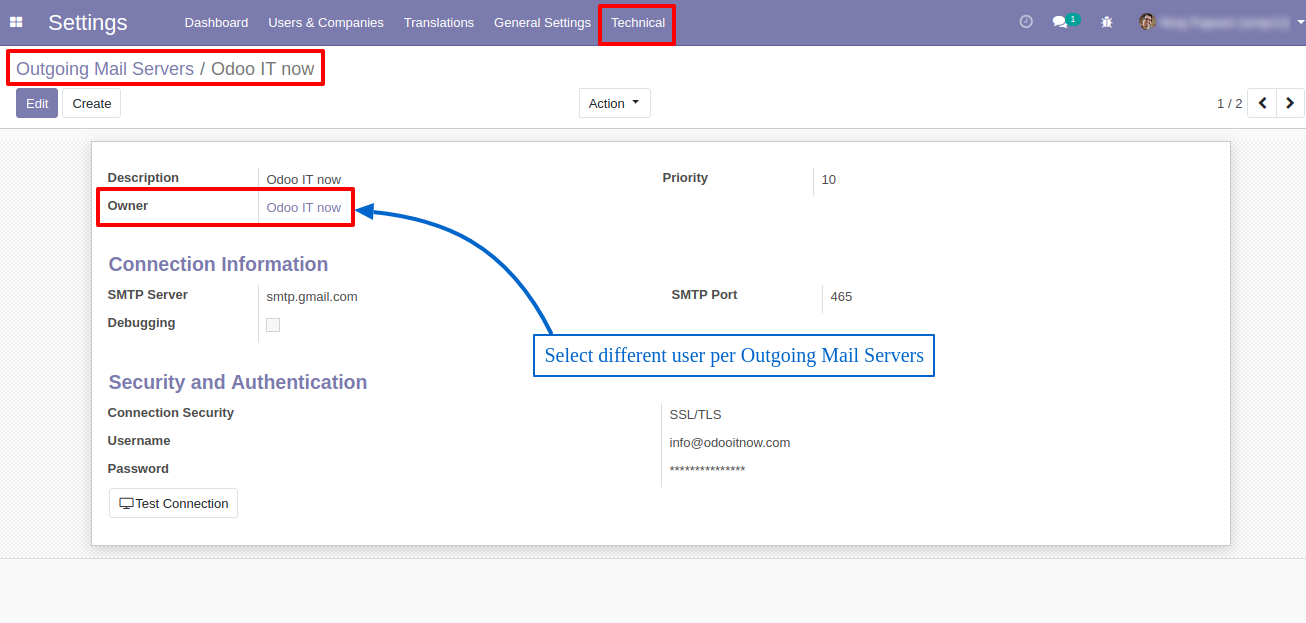 Settings Dashboard Users & Companies Translations General Settings Technical 1
Outgoing Mail Servers / Odoo IT now
Edit Create Action 1 / 2
Description Odoo IT now Priority 10
Owner Odoo IT now
Connection Information
SMTP Server smtp.gmail.com SMTP Port 465
Debugging
Select different user per Outgoing Mail Servers
Security and Authentication
Connection Security SSL/TLS
Username info@odooitnow.com
Password ***************
Test Connection